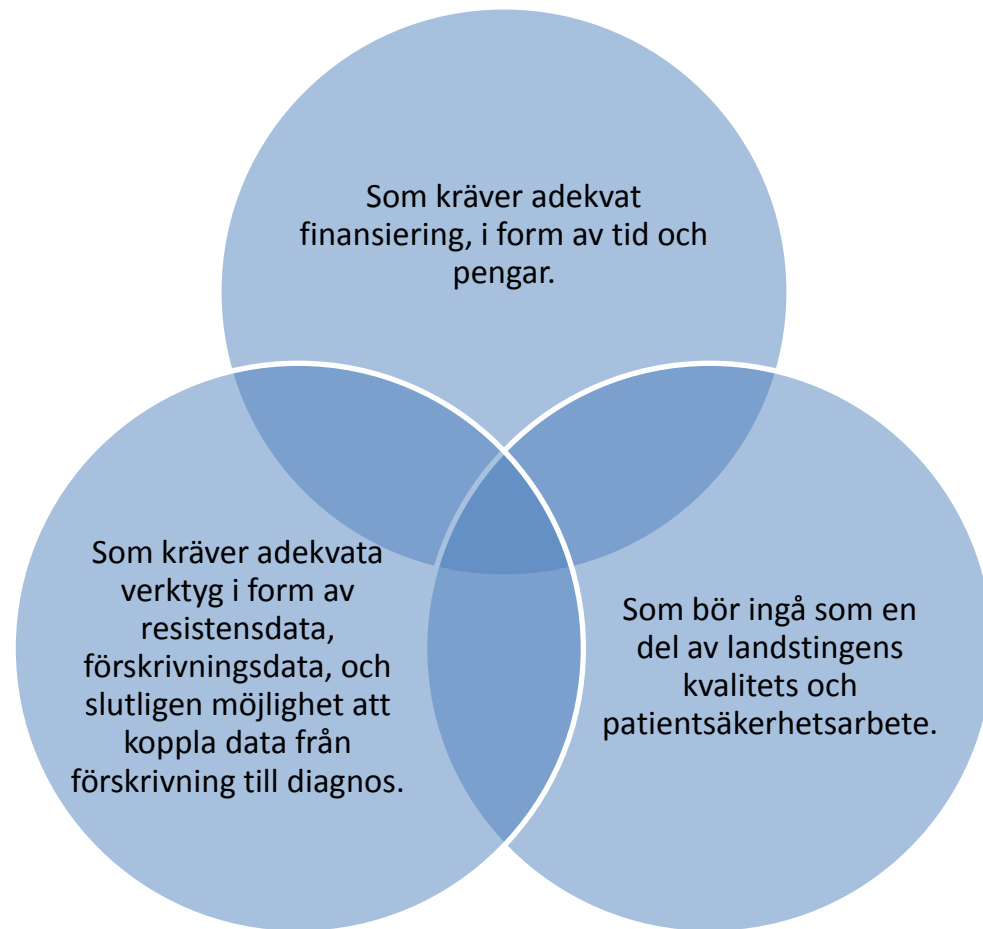 Som kräver adekvat
finansiering, i form av tid och
pengar.
Som kräver adekvata
verktyg i form av
resistensdata,
förskrivningsdata, och
slutligen möjlighet att
koppla data från
förskrivning till diagnos.
Som bör ingå som en
del av landstingens
kvalitets och
patientsäkerhetsarbete.